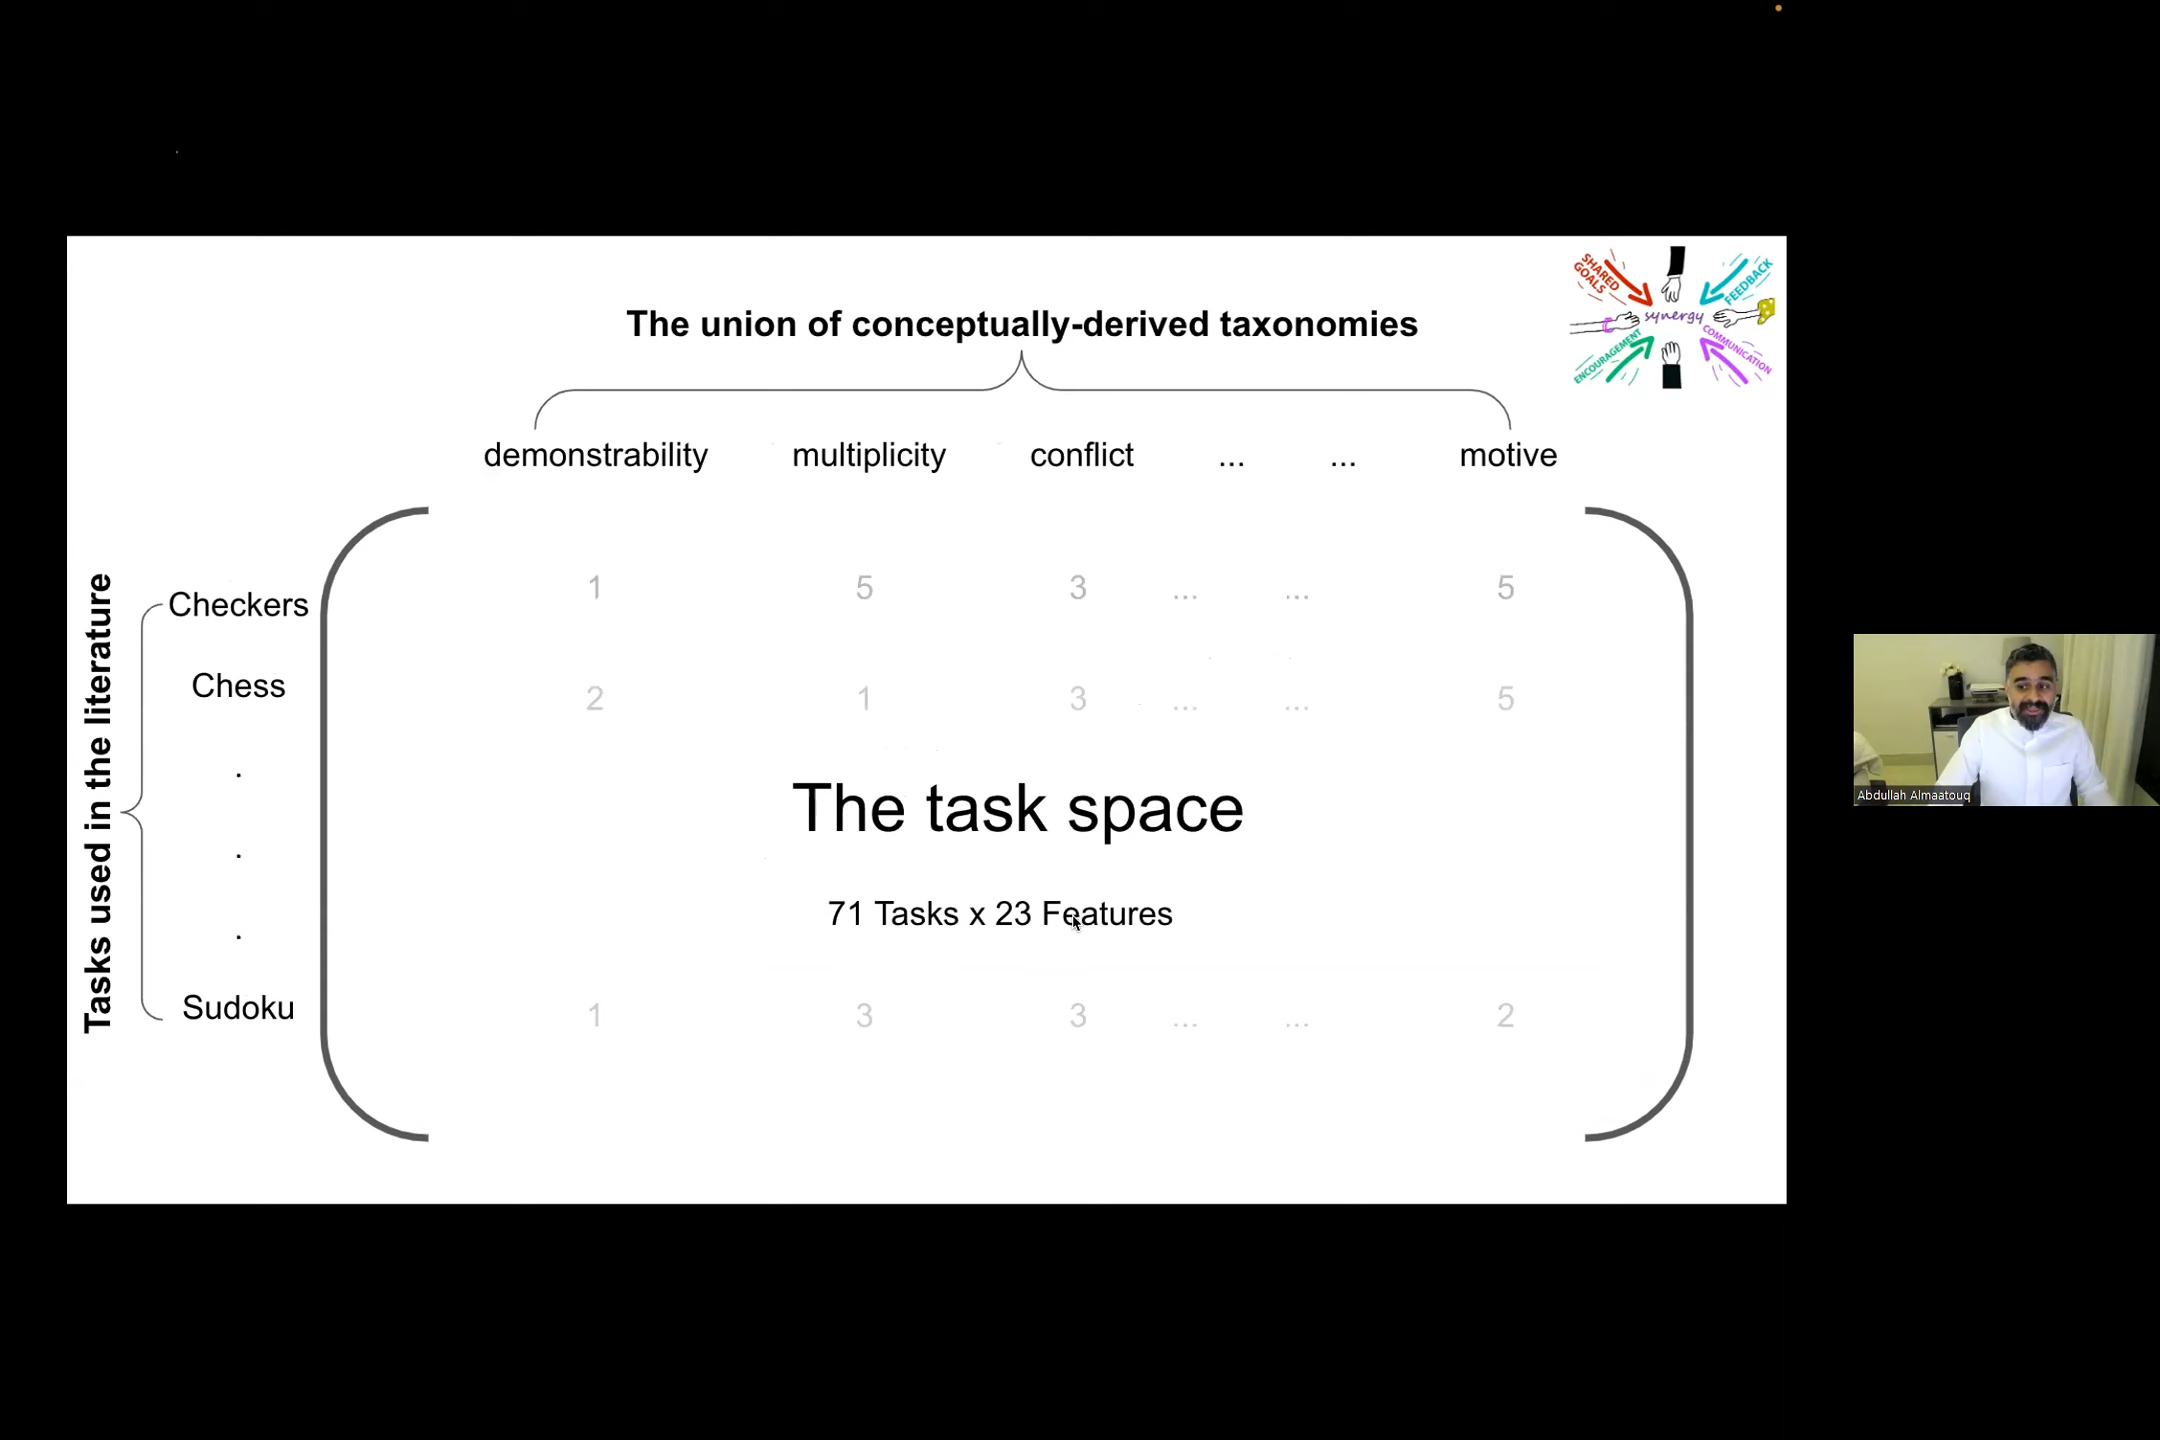 The union of conceptually-derived taxonomies
SHARED GOALS
FEEDBACK
synergy
ENCOURAGEMENT
COMMUNICATION
demonstrability multiplicity conflict ... ... motive
Tasks used in the literature
Checkers 1 5 3 ... ... 5
Chess 2 1 3 ... ... 5
.
The task space
.
71 Tasks x 23 Features
.
Sudoku 1 3 3 ... ... 2
Abdullah Almaatouq